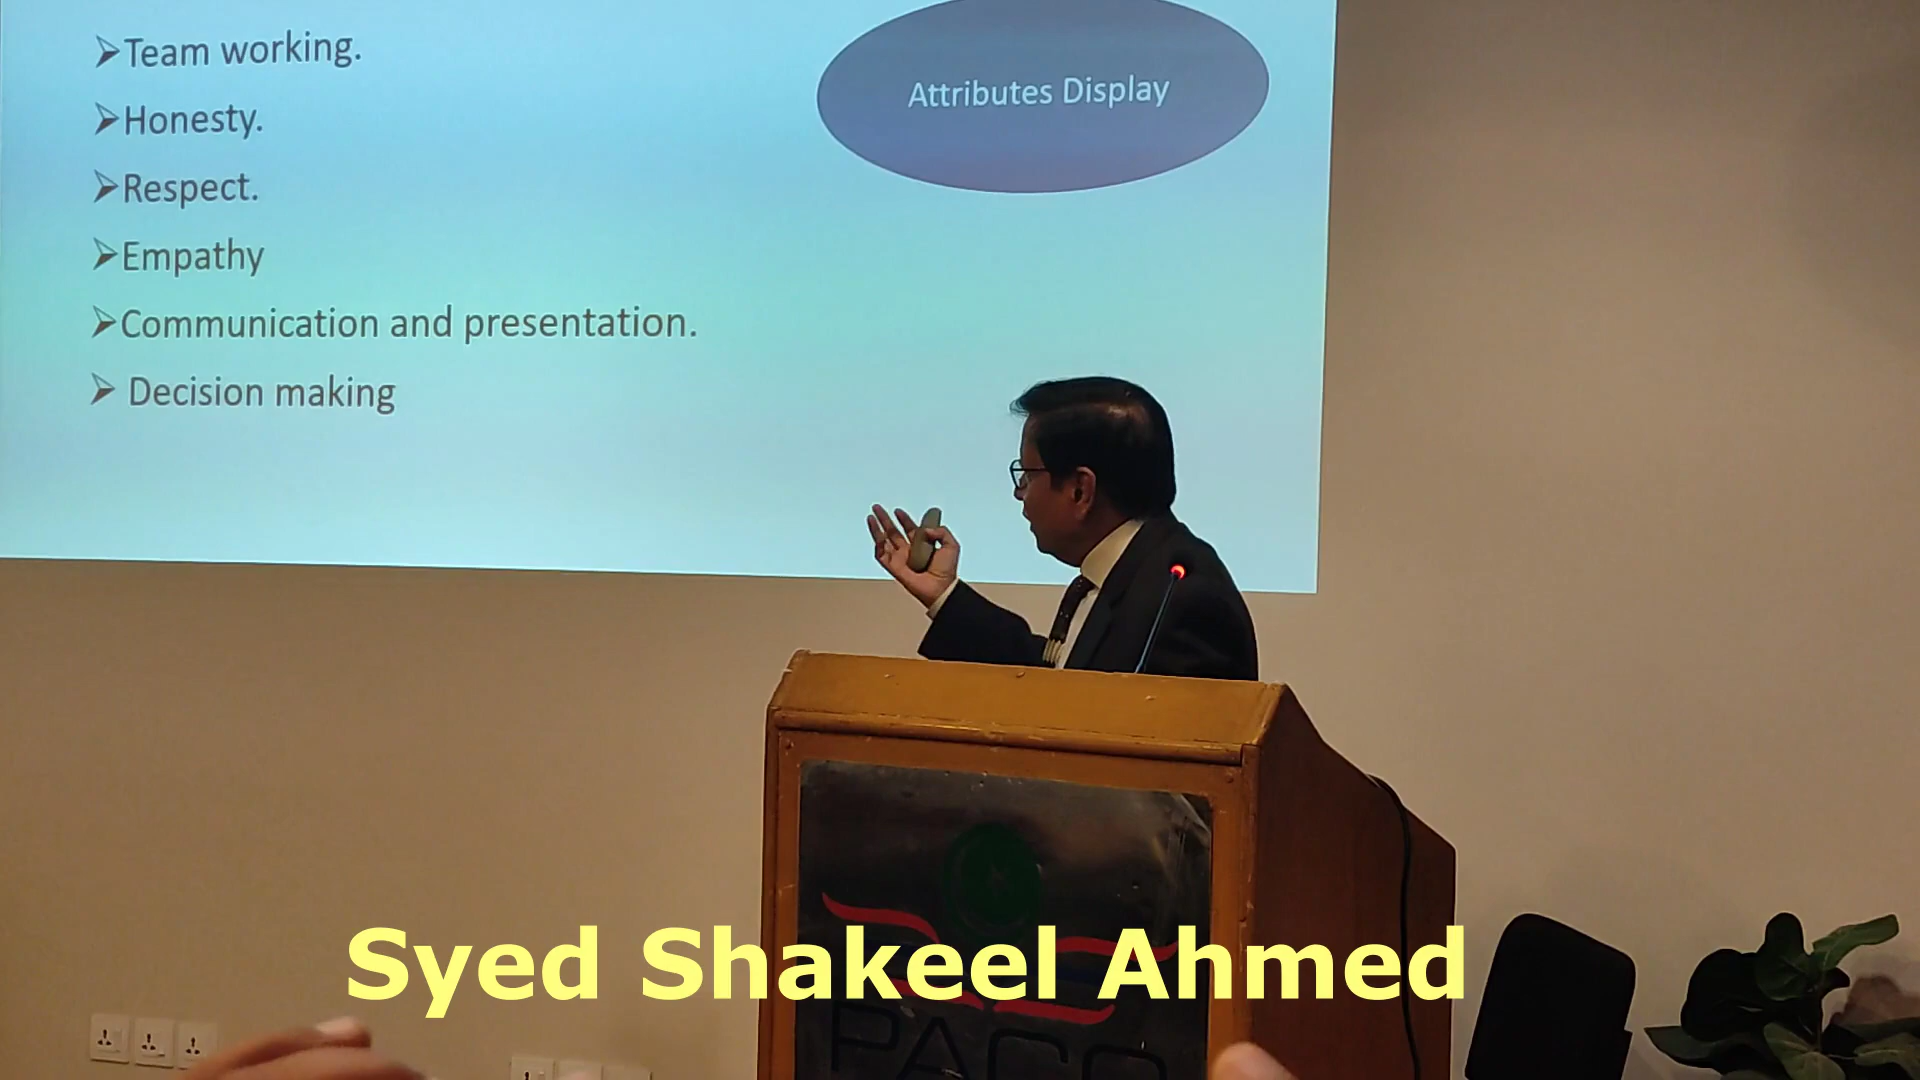 ➢Team working.
➢Honesty.
➢Respect.
➢Empathy
➢Communication and presentation.
➢ Decision making
Attributes Display
Syed Shakeel Ahmed